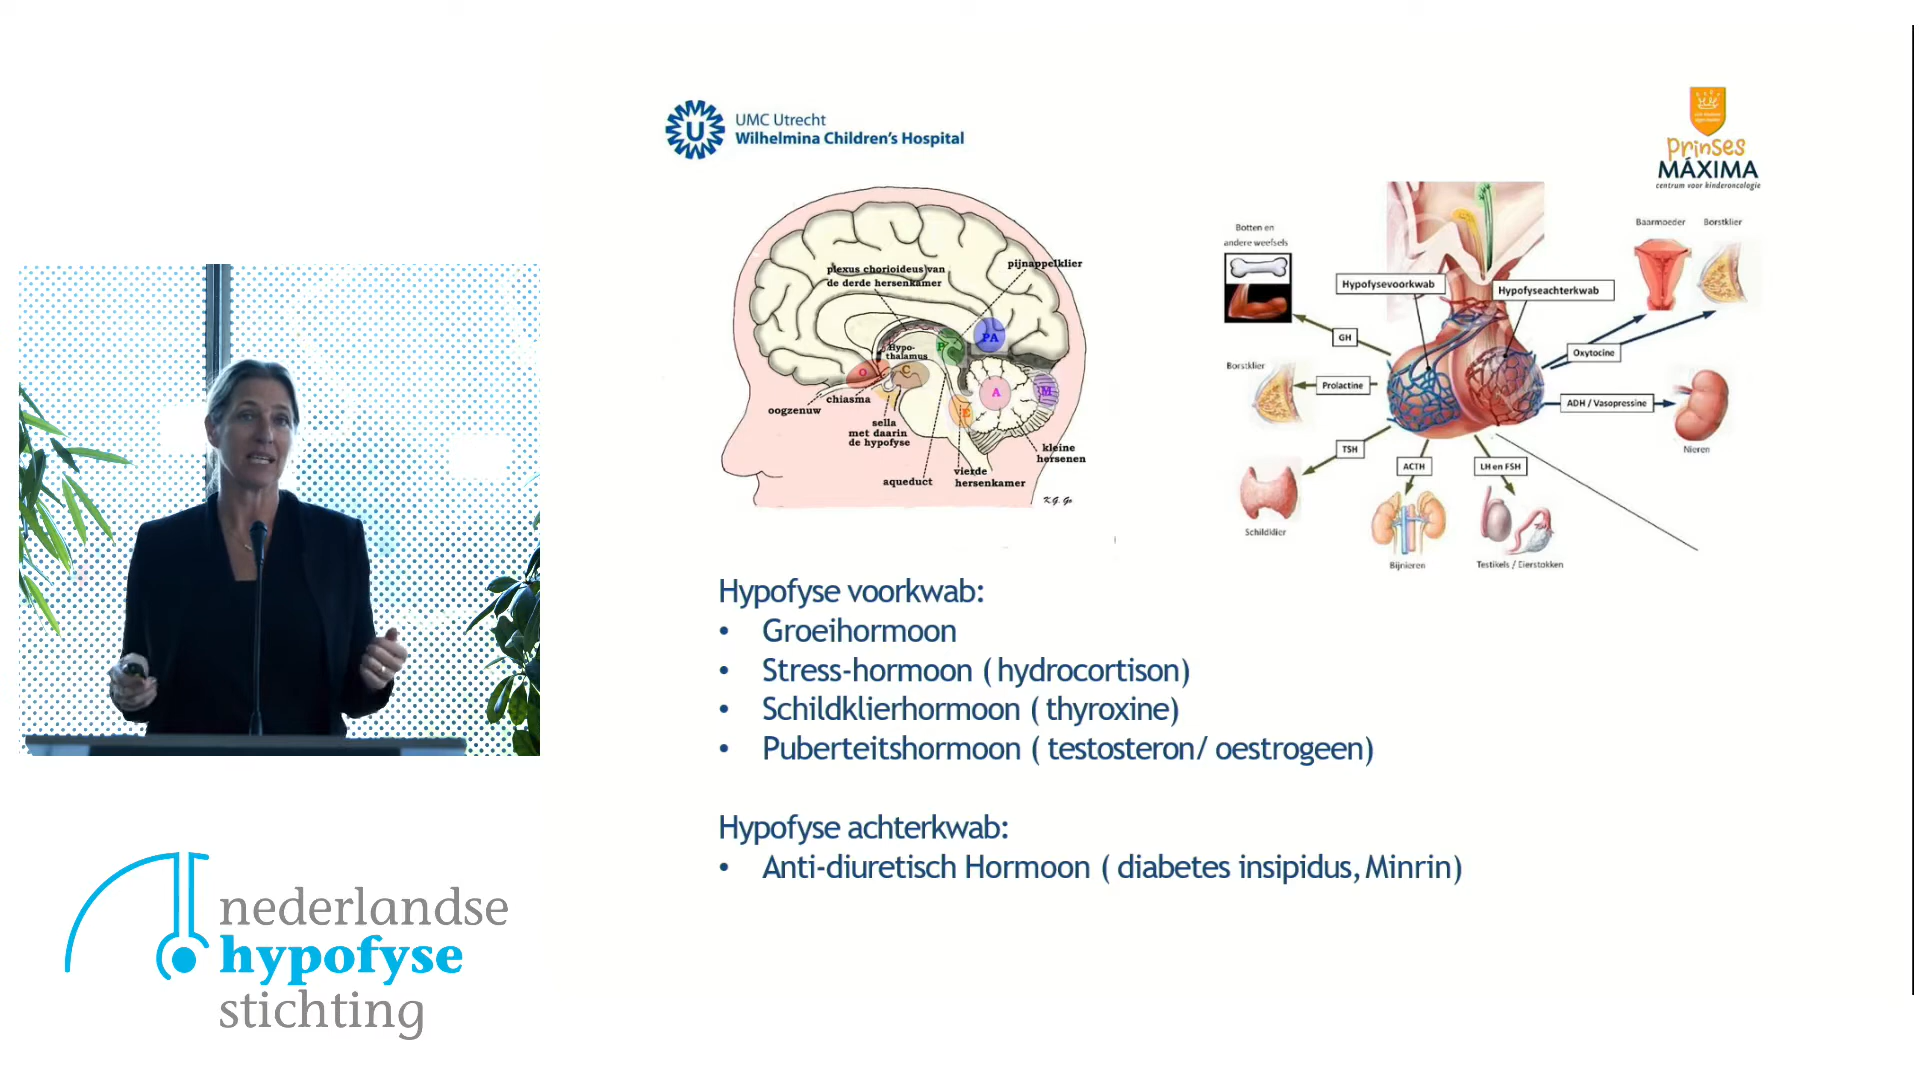 UMC Utrecht
Wilhelmina Children's Hospital
prinses
MÁXIMA
centrum voor kinderoncologie
plexus chorioideus van
de derde hersenkamer
pijnappelklier
Hypo-
thalamus
PA
P
O
C
A
M
E
oogzenuw
chiasma
sella
met daarin
de hypofyse
aqueduct
vierde
hersenkamer
kleine
hersenen
K.G. Go
Botten en
andere weefsels
Baarmoeder
Borstklier
Hypofysevoorkwab
Hypofyseachterkwab
GH
Oxytocine
Borstklier
Prolactine
ADH / Vasopressine
Nieren
TSH
ACTH
LH en FSH
Schildklier
Bijnieren
Testikels / Eierstokken
Hypofyse voorkwab:
• Groeihormoon
• Stress-hormoon ( hydrocortison)
• Schildklierhormoon ( thyroxine)
• Puberteitshormoon ( testosteron/ oestrogeen)
Hypofyse achterkwab:
• Anti-diuretisch Hormoon ( diabetes insipidus, Minrin)
nederlandse
hypofyse
stichting